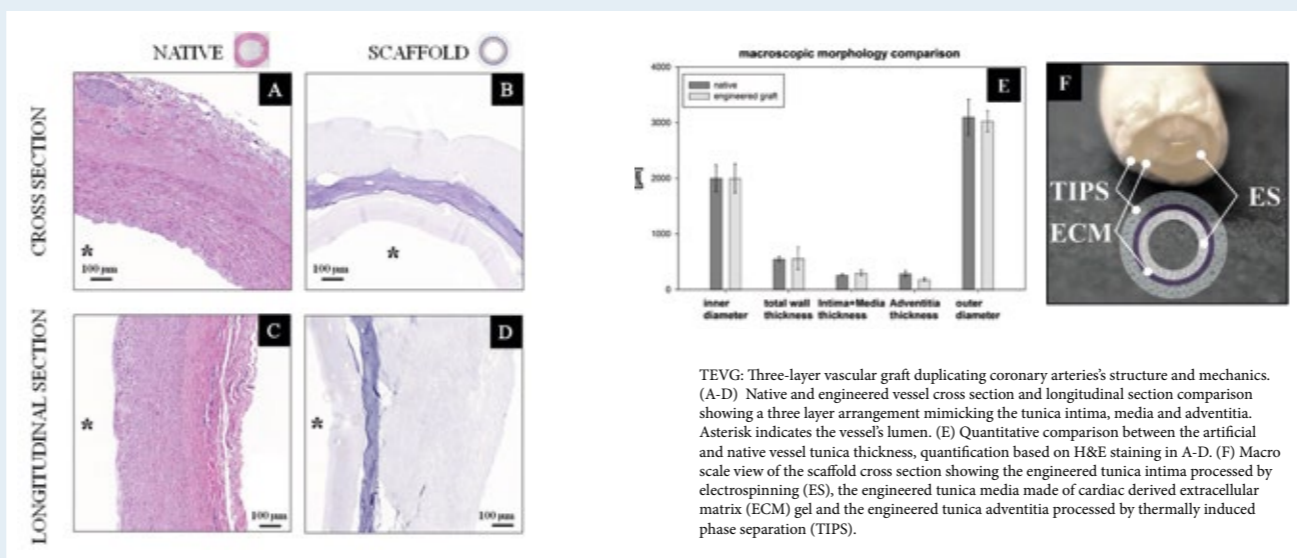 NATIVE
SCAFFOLD
CROSS SECTION
LONGITUDINAL SECTION
A
*
100 µm
B
*
100 µm
C
*
100 µm
D
*
100 µm
macroscopic morphology comparison
E
native
engineered graft
[µm]
4000
3000
2000
1000
0
inner diameter
total wall thickness
Intima+Media thickness
Adventitia thickness
outer diameter
F
TIPS
ECM
ES
TEVG: Three-layer vascular graft duplicating coronary arteries's structure and mechanics.
(A-D) Native and engineered vessel cross section and longitudinal section comparison
showing a three layer arrangement mimicking the tunica intima, media and adventitia.
Asterisk indicates the vessel's lumen. (E) Quantitative comparison between the artificial
and native vessel tunica thickness, quantification based on H&E staining in A-D. (F) Macro
scale view of the scaffold cross section showing the engineered tunica intima processed by
electrospinning (ES), the engineered tunica media made of cardiac derived extracellular
matrix (ECM) gel and the engineered tunica adventitia processed by thermally induced
phase separation (TIPS).